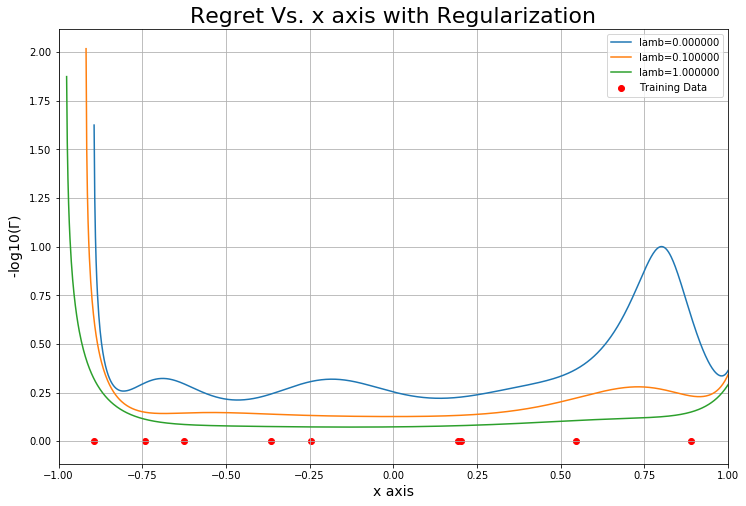 Regret Vs. x axis with Regularization
lamb=0.000000
lamb=0.100000
lamb=1.000000
Training Data
-log10(Γ)
2.00
1.75
1.50
1.25
1.00
0.75
0.50
0.25
0.00
−1.00 −0.75 −0.50 −0.25 0.00 0.25 0.50 0.75 1.00
x axis